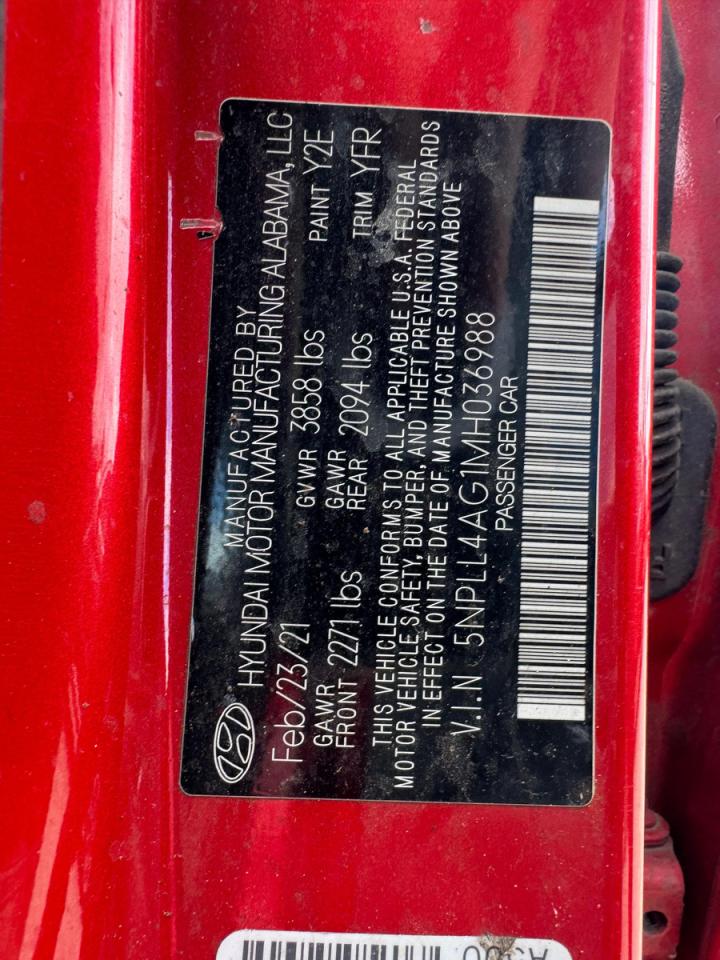 MANUFACTURED BY
HYUNDAI MOTOR MANUFACTURING ALABAMA, LLC
Feb/23/21 GVWR 3858 lbs PAINT Y2E
GAWR FRONT 2271 lbs GAWR REAR 2094 lbs TRIM YFR
THIS VEHICLE CONFORMS TO ALL APPLICABLE U.S.A. FEDERAL
MOTOR VEHICLE SAFETY, BUMPER, AND THEFT PREVENTION STANDARDS
IN EFFECT ON THE DATE OF MANUFACTURE SHOWN ABOVE
V.I.N 5NPLL4AG1MH036988
PASSENGER CAR